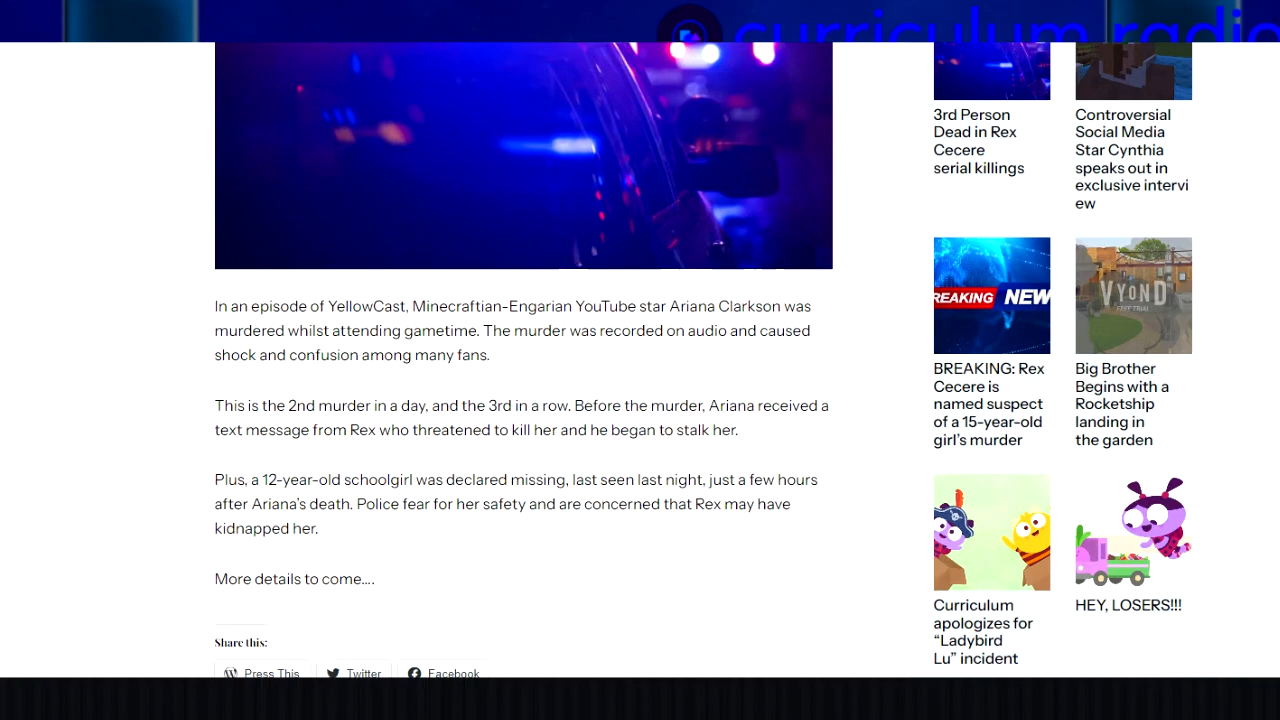 curriculum radio
In an episode of YellowCast, Minecraftian-Engarian YouTube star Ariana Clarkson was
murdered whilst attending gametime. The murder was recorded on audio and caused
shock and confusion among many fans.
This is the 2nd murder in a day, and the 3rd in a row. Before the murder, Ariana received a
text message from Rex who threatened to kill her and he began to stalk her.
Plus, a 12-year-old schoolgirl was declared missing, last seen last night, just a few hours
after Ariana’s death. Police fear for her safety and are concerned that Rex may have
kidnapped her.
More details to come….
Share this:
Press This
Twitter
Facebook
3rd Person
Dead in Rex
Cecere
serial killings
Controversial
Social Media
Star Cynthia
speaks out in
exclusive intervi
ew
REAKING NEW
BREAKING: Rex
Cecere is
named suspect
of a 15-year-old
girl’s murder
VYOND
FREE TRIAL
Big Brother
Begins with a
Rocketship
landing in
the garden
Curriculum
apologizes for
“Ladybird
Lu” incident
HEY, LOSERS!!!